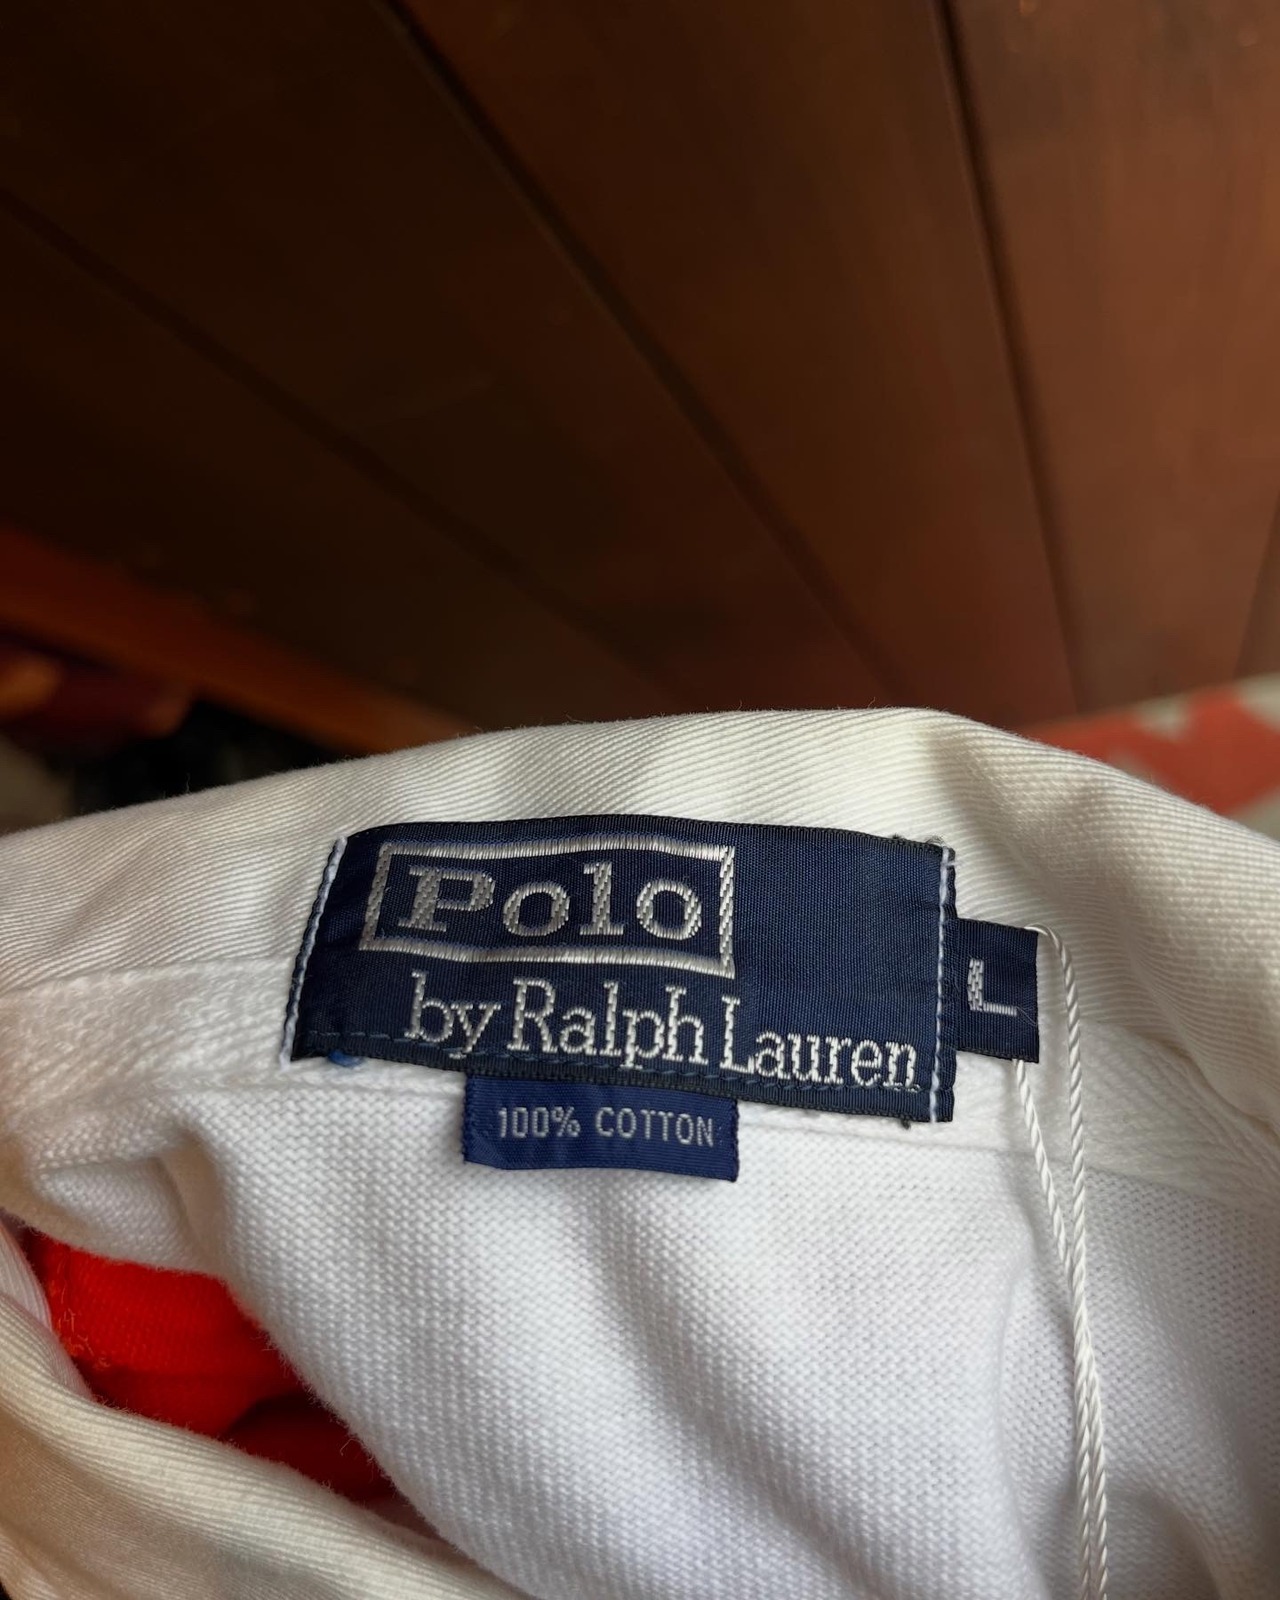 Polo
by Ralph Lauren
L
100% COTTON